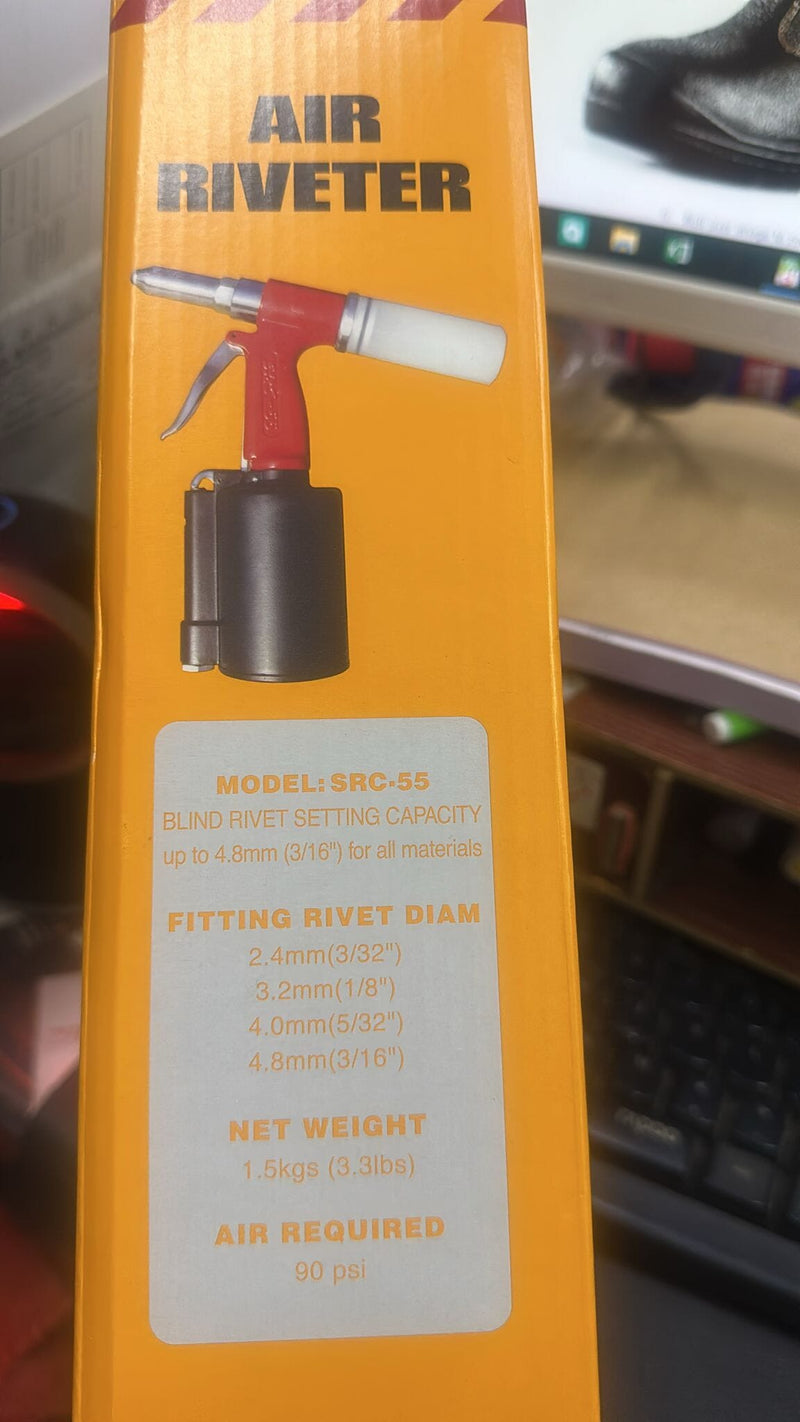 AIR
RIVETER
MODEL: SRC-55
BLIND RIVET SETTING CAPACITY
up to 4.8mm (3/16") for all materials
FITTING RIVET DIAM
2.4mm(3/32")
3.2mm(1/8")
4.0mm(5/32")
4.8mm(3/16")
NET WEIGHT
1.5kgs (3.3lbs)
AIR REQUIRED
90 psi